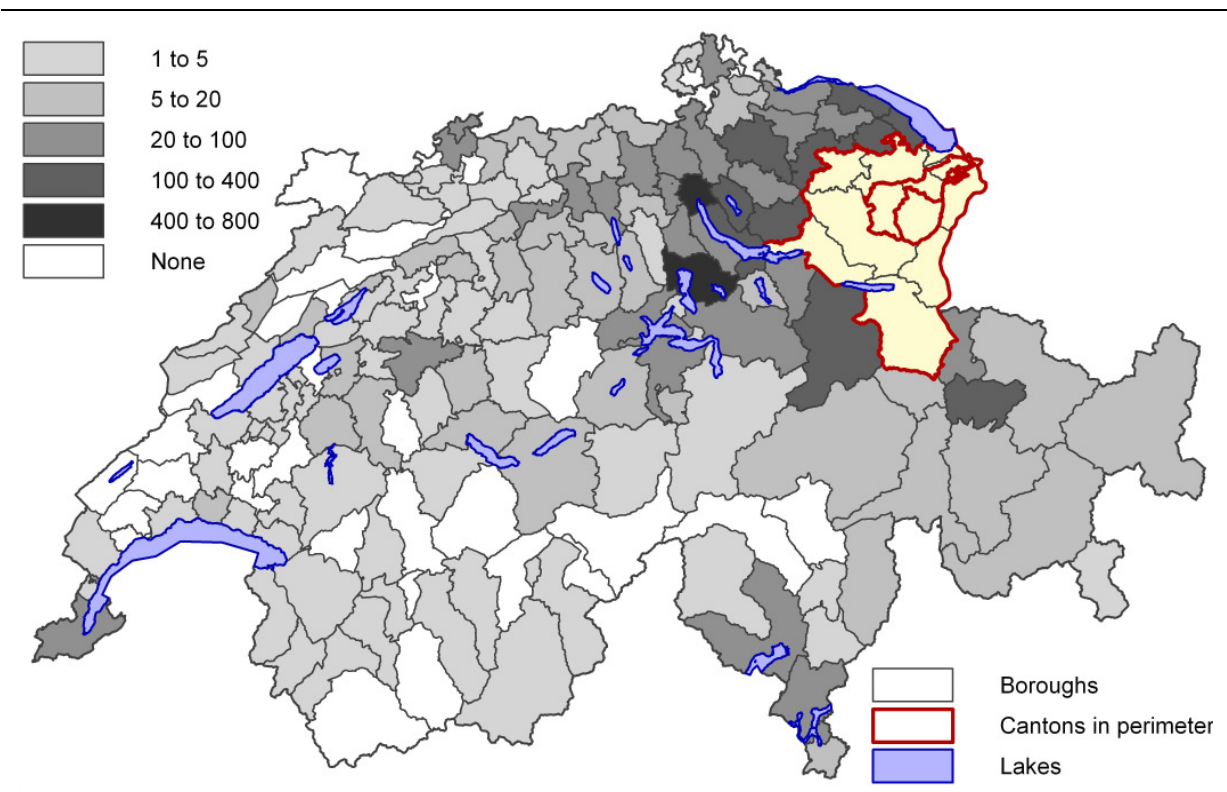 1 to 5
5 to 20
20 to 100
100 to 400
400 to 800
None
Boroughs
Cantons in perimeter
Lakes